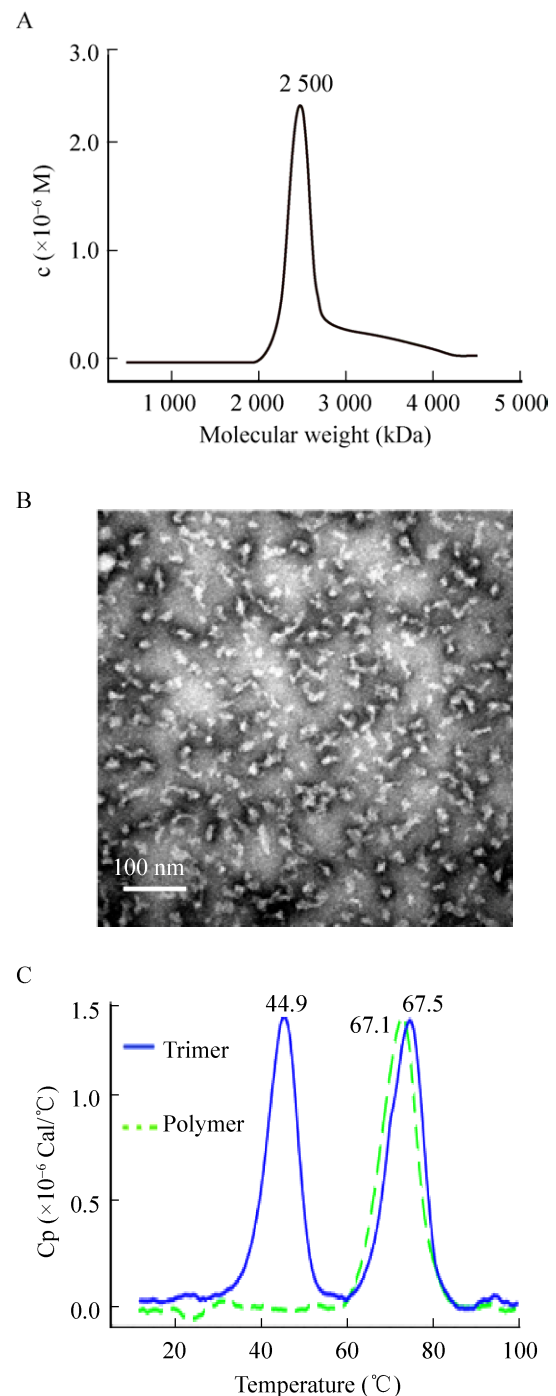 A
3.0
2 500
2.0
c (×10⁻⁶ M)
1.0
0.0
1 000 2 000 3 000 4 000 5 000
Molecular weight (kDa)
B
100 nm
C
1.5
44.9
67.1
67.5
Trimer
1.0
Polymer
Cp (×10⁻⁶ Cal/℃)
0.5
0.0
20 40 60 80 100
Temperature (℃)